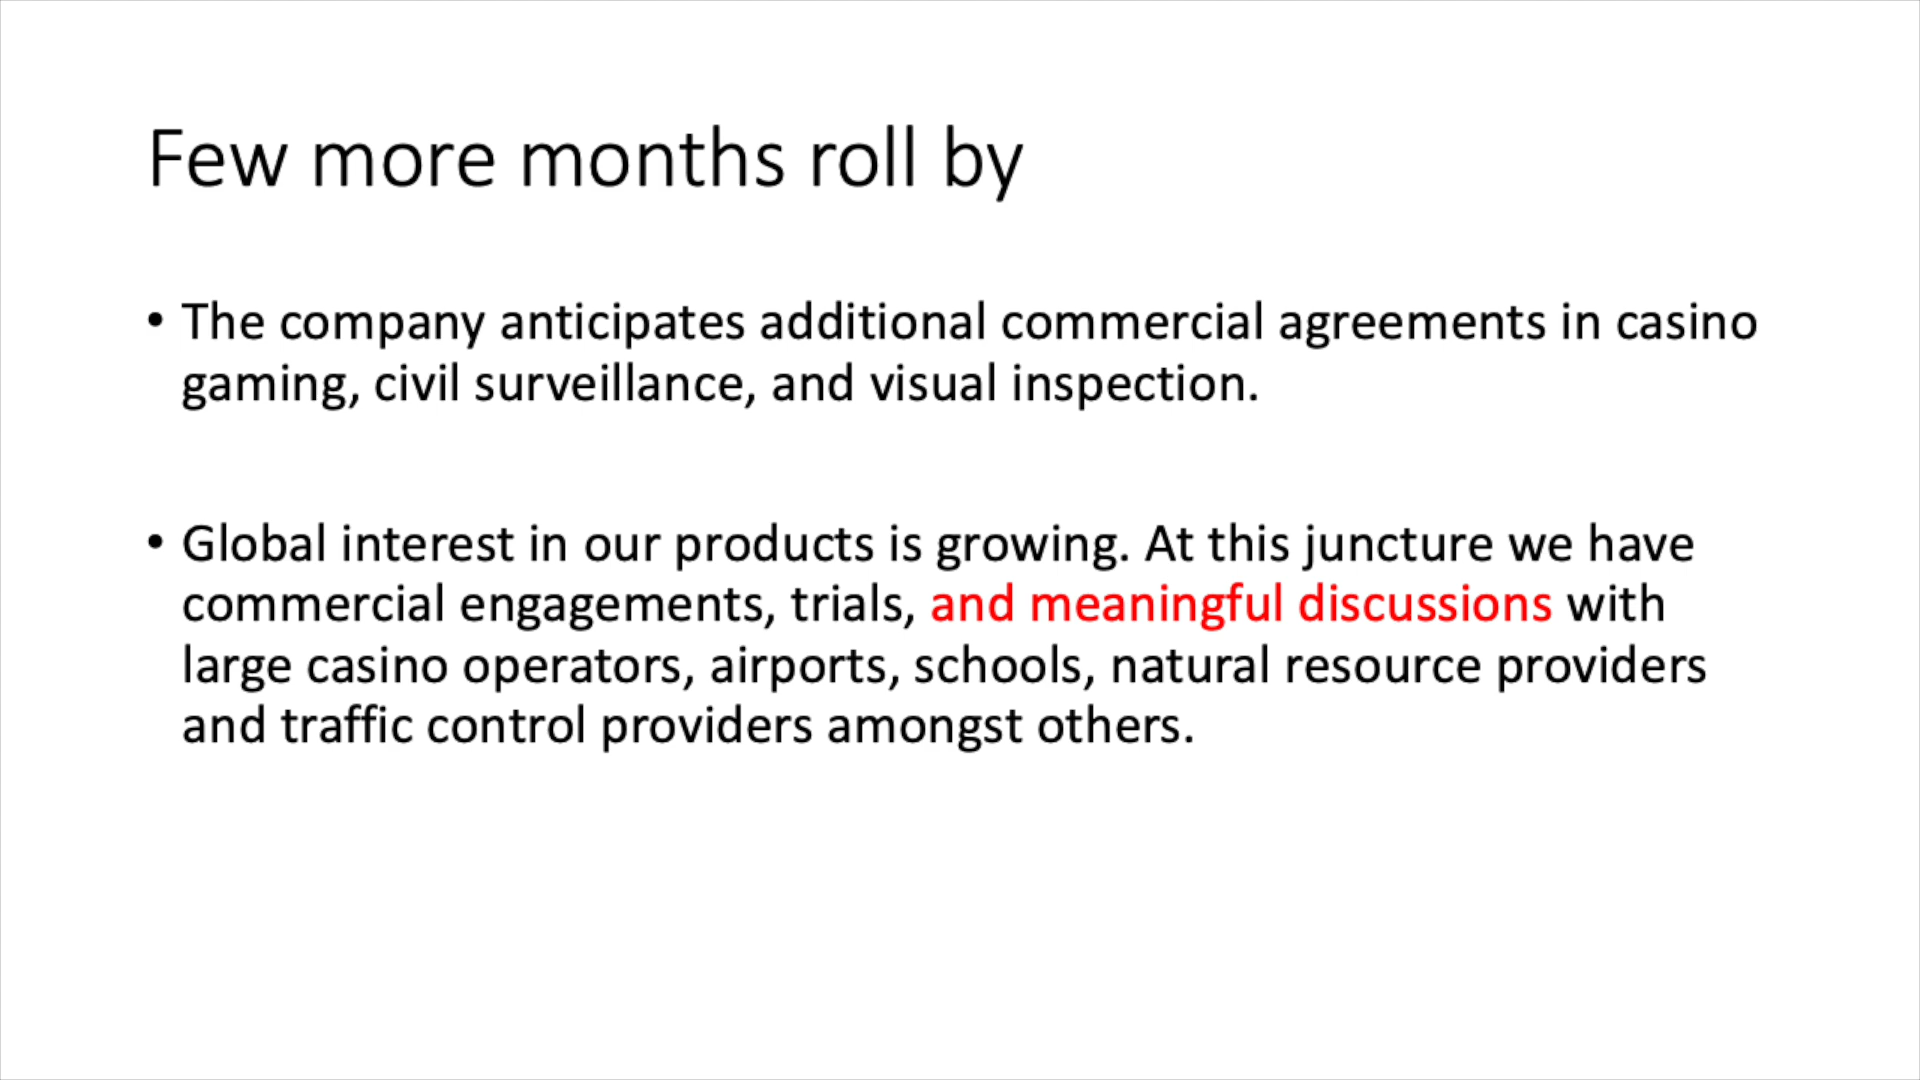 Few more months roll by
• The company anticipates additional commercial agreements in casino
gaming, civil surveillance, and visual inspection.
• Global interest in our products is growing. At this juncture we have
commercial engagements, trials, and meaningful discussions with
large casino operators, airports, schools, natural resource providers
and traffic control providers amongst others.